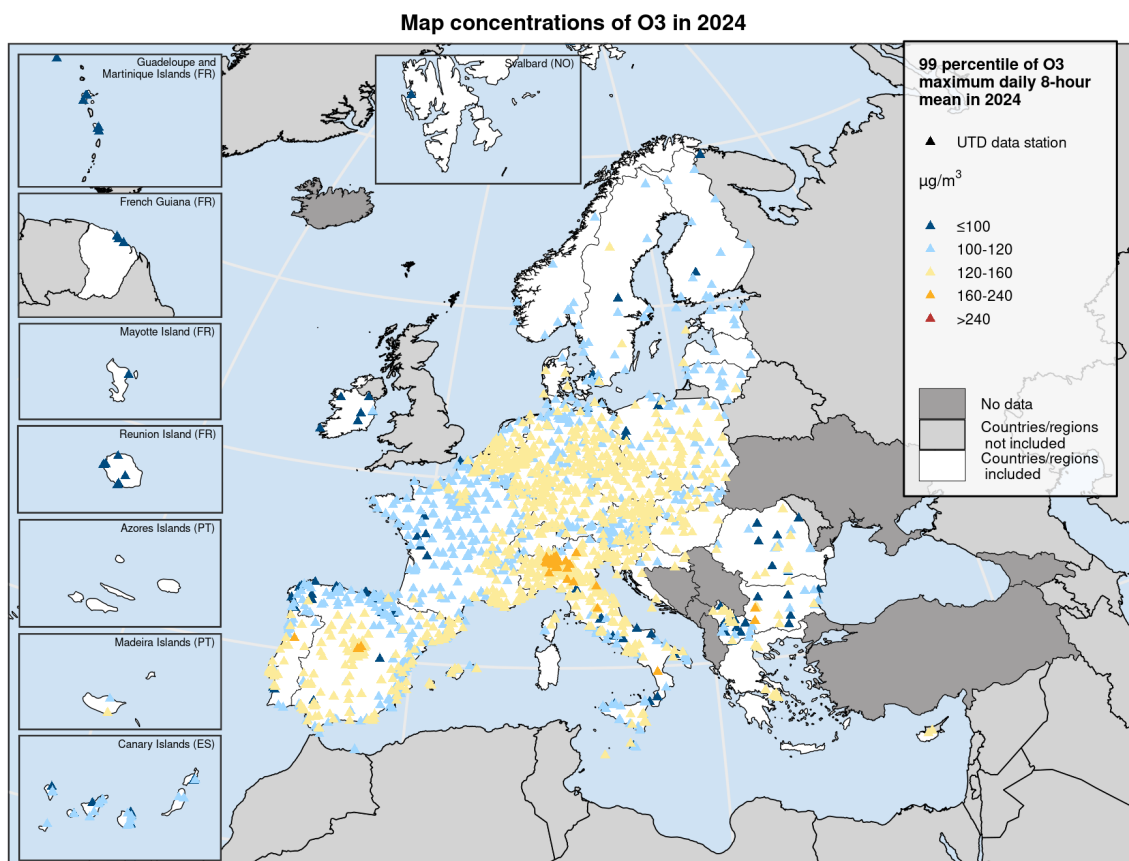 Map concentrations of O3 in 2024
Guadeloupe and
Martinique Islands (FR)
Svalbard (NO)
French Guiana (FR)
Mayotte Island (FR)
Reunion Island (FR)
Azores Islands (PT)
Madeira Islands (PT)
Canary Islands (ES)
99 percentile of O3
maximum daily 8-hour
mean in 2024
UTD data station
µg/m³
≤100
100-120
120-160
160-240
>240
No data
Countries/regions
not included
Countries/regions
included